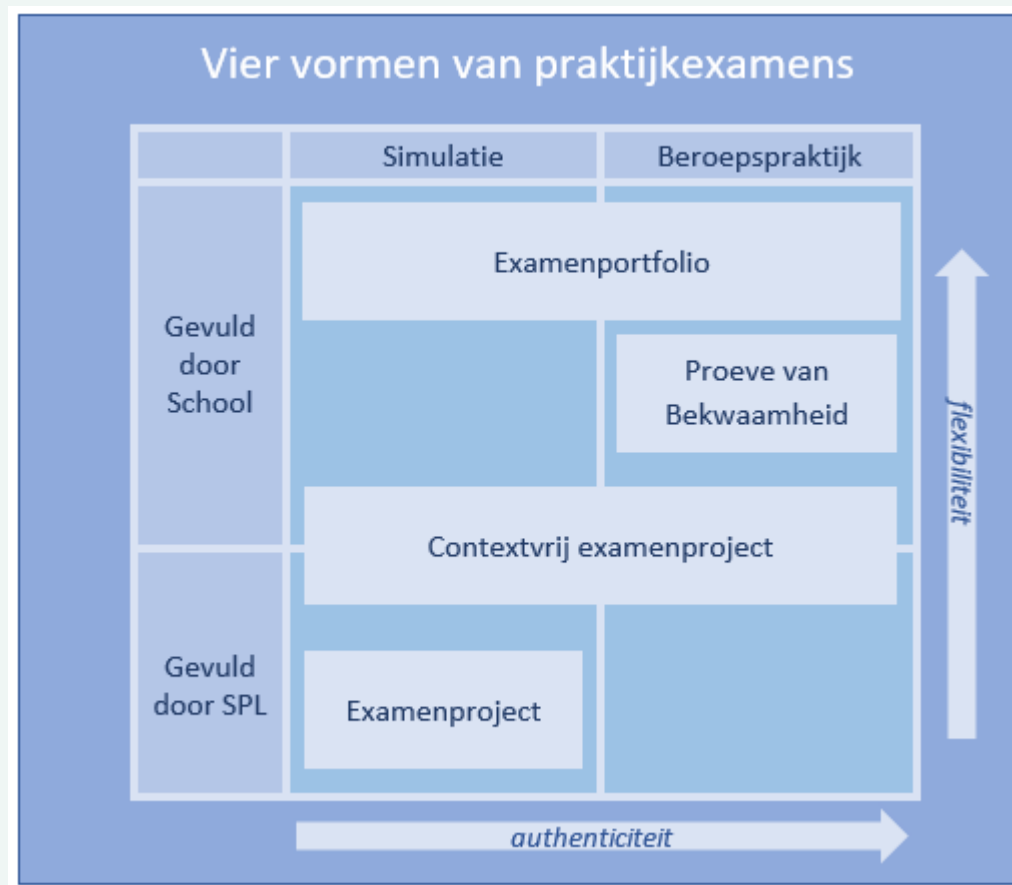 Vier vormen van praktijkexamens
Simulatie
Beroepspraktijk
Gevuld
door
School
Examenportfolio
Proeve van
Bekwaamheid
Contextvrij examenproject
Gevuld
door SPL
Examenproject
flexibiliteit
authenticiteit